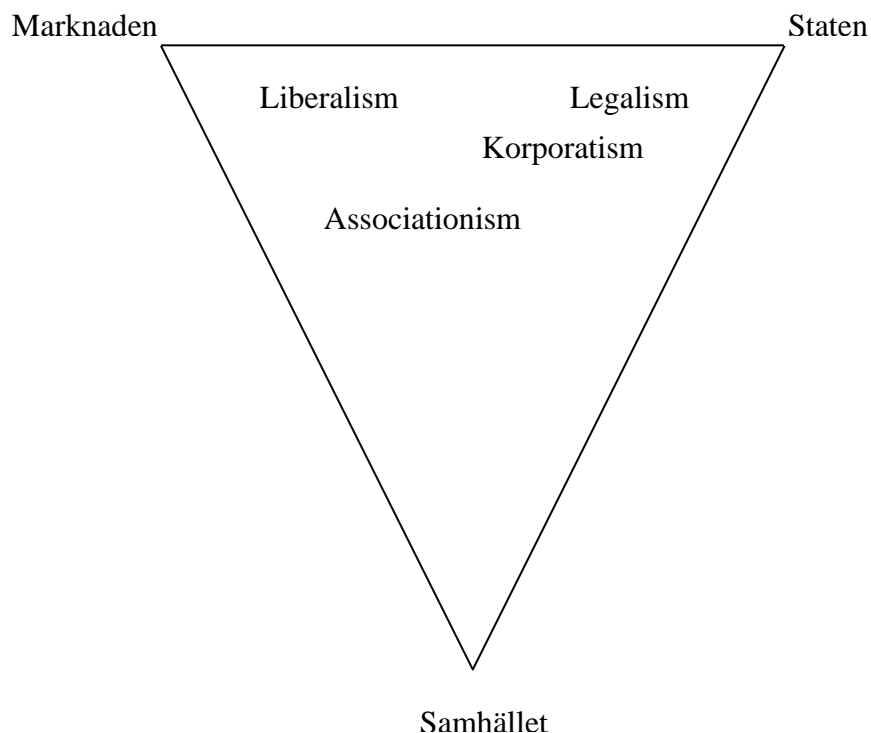 Marknaden Staten
Liberalism Legalism
Korporatism
Associationism
Samhället